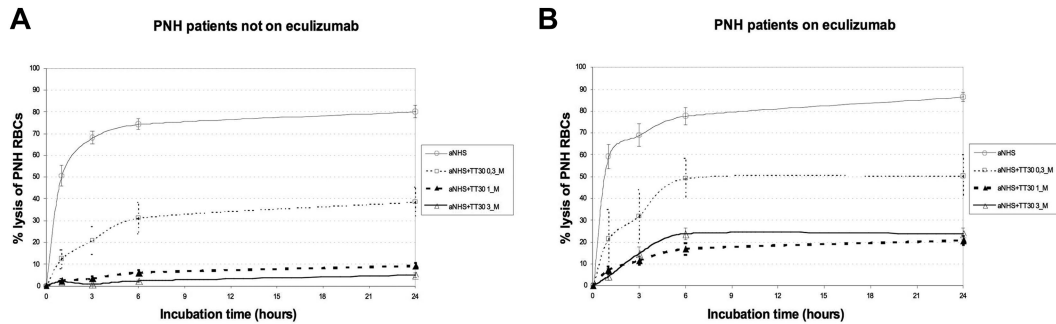 A
PNH patients not on eculizumab
% lysis of PNH RBCs
100
90
80
70
60
50
40
30
20
10
0
0 3 6 9 12 15 18 21 24
Incubation time (hours)
aNHS
aNHS+TT30 0,3_M
aNHS+TT30 1_M
aNHS+TT30 3_M
B
PNH patients on eculizumab
% lysis of PNH RBCs
100
90
80
70
60
50
40
30
20
10
0
0 3 6 9 12 15 18 21 24
Incubation time (hours)
aNHS
aNHS+TT30 0,3_M
aNHS+TT30 1_M
aNHS+TT30 3_M